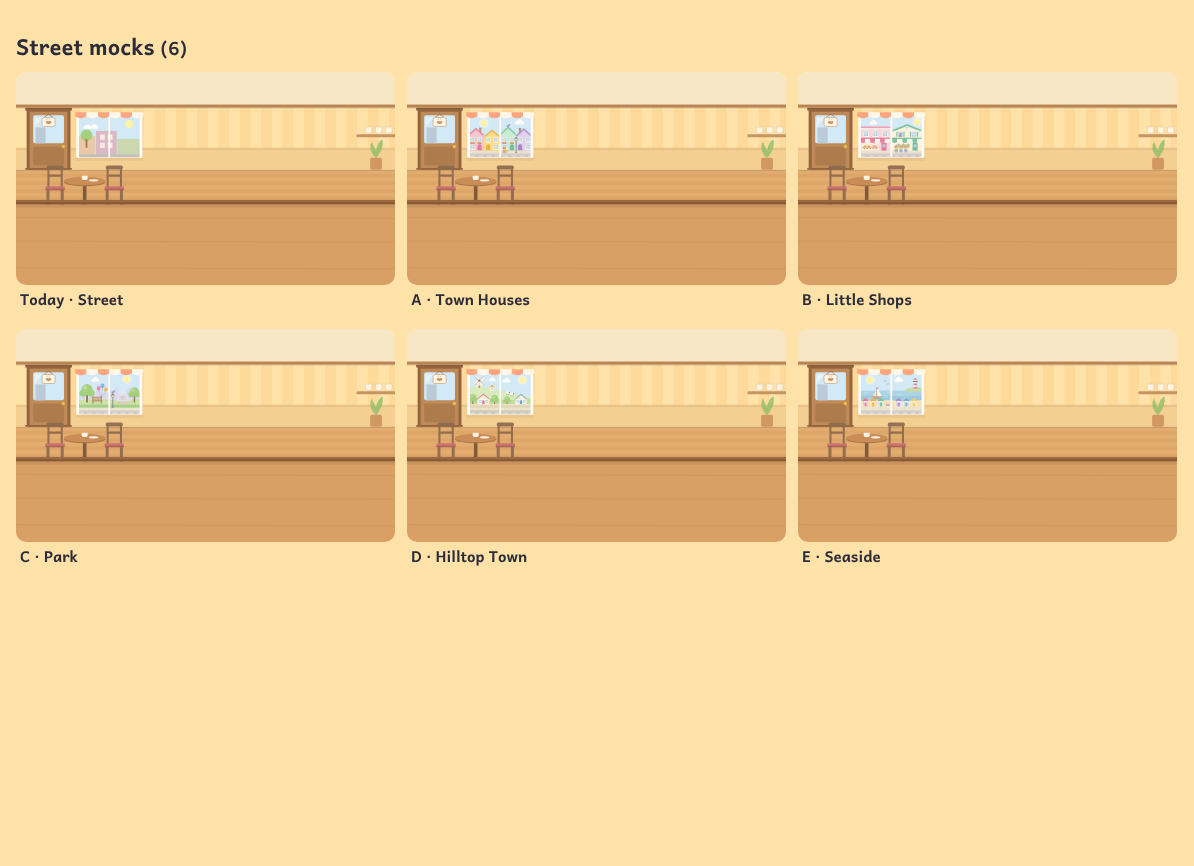 Street mocks (6)
Today · Street
A · Town Houses
B · Little Shops
C · Park
D · Hilltop Town
E · Seaside